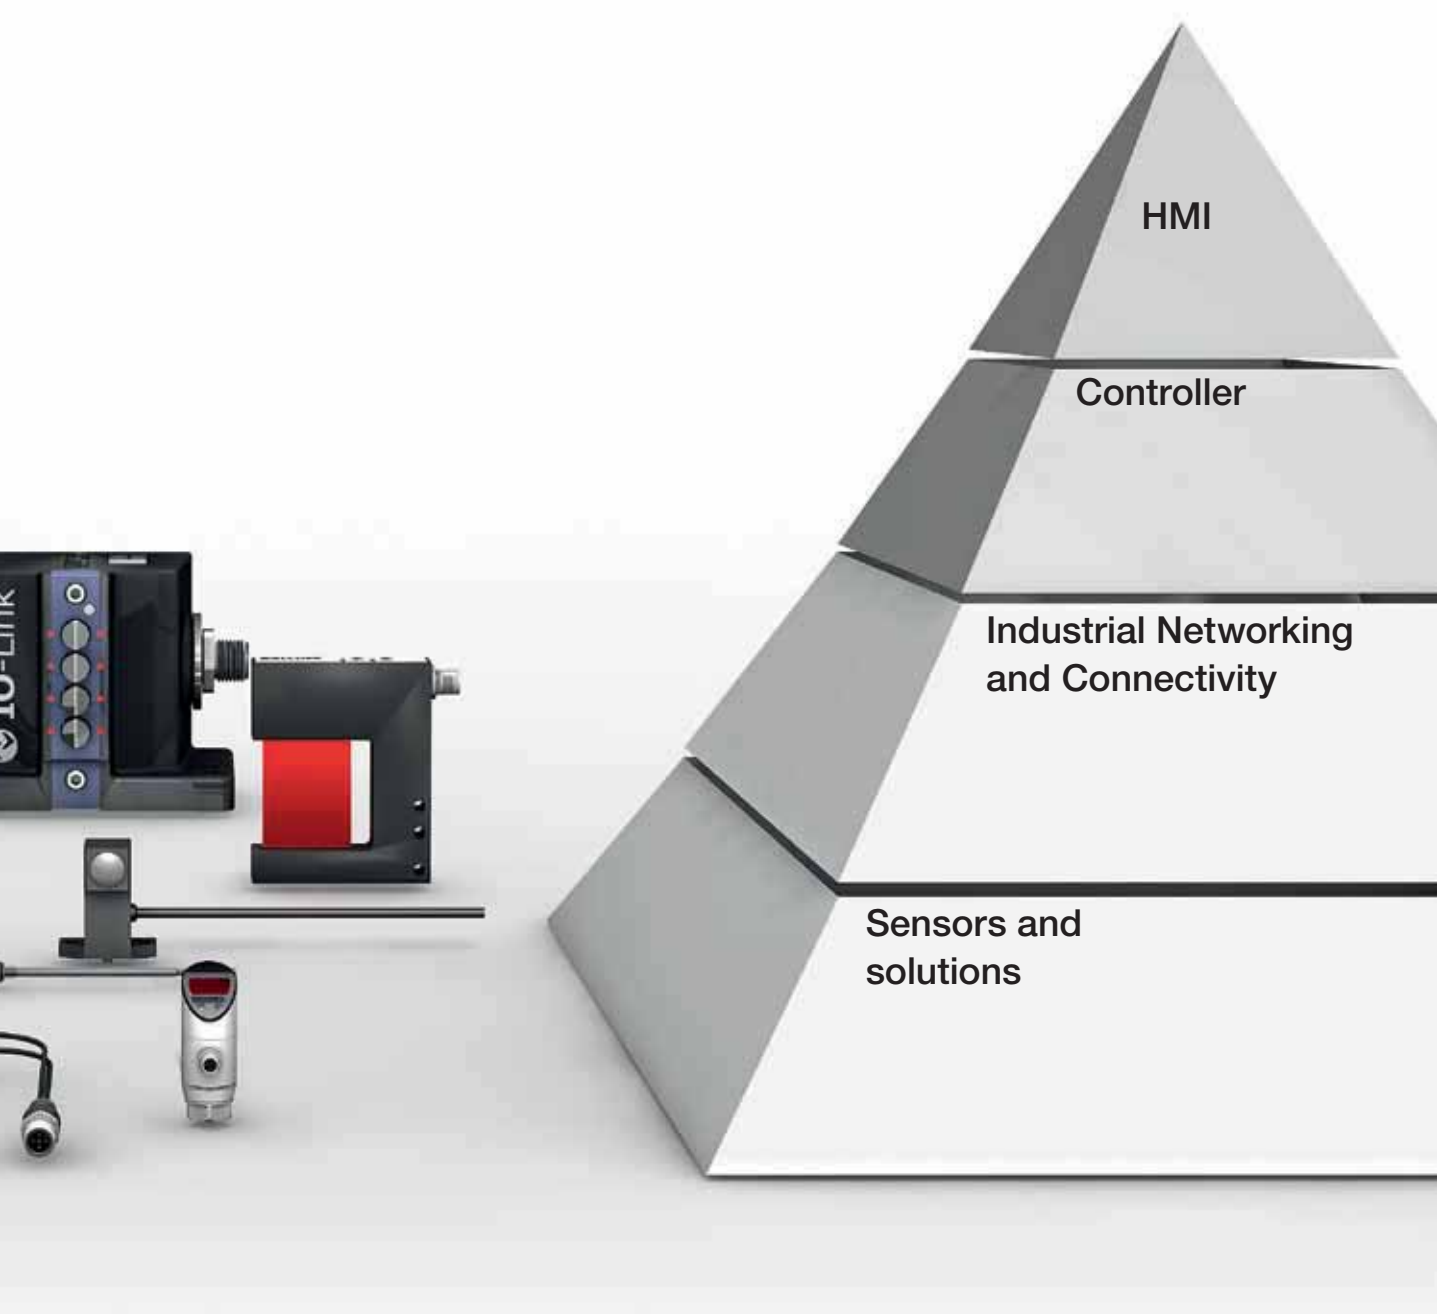 HMI
Controller
Industrial Networking
and Connectivity
Sensors and
solutions
IO-Link